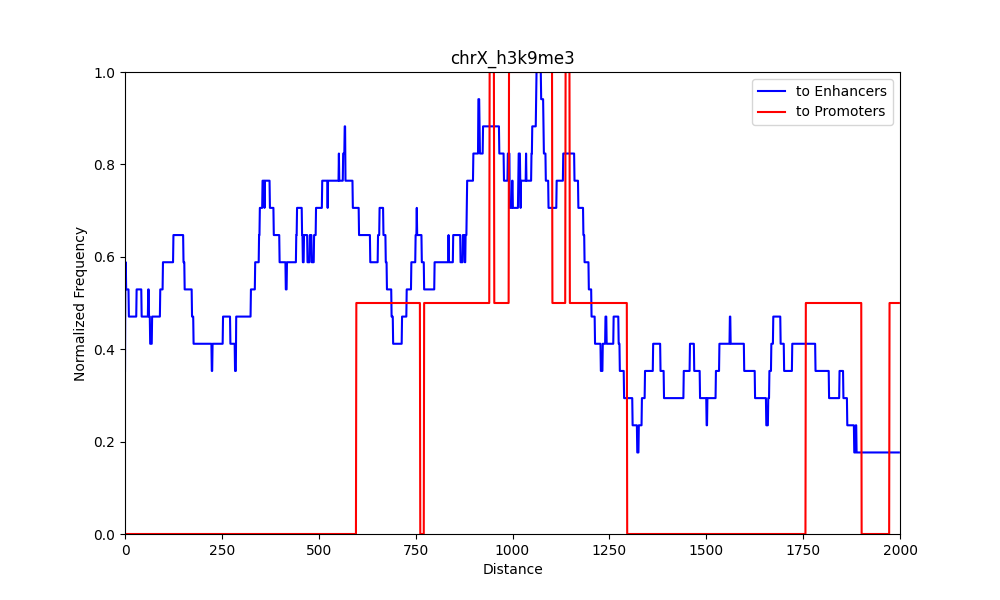 chrX_h3k9me3
1.0
0.8
0.6
0.4
0.2
0.0
Normalized Frequency
to Enhancers
to Promoters
0 250 500 750 1000 1250 1500 1750 2000
Distance